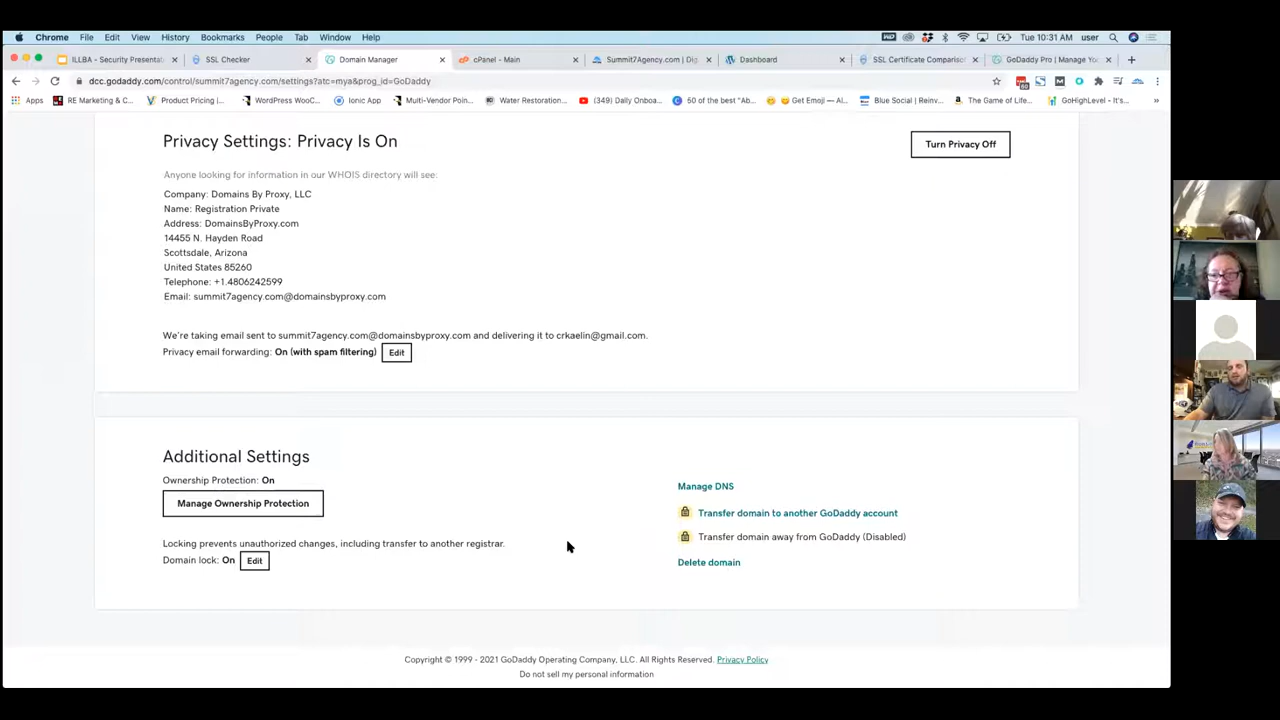 Chrome File Edit View History Bookmarks People Tab Window Help
Tue 10:31 AM user
ILLBA - Security Presentat
SSL Checker
Domain Manager
cPanel - Main
Summit7Agency.com | Dig
Dashboard
SSL Certificate Comparison
GoDaddy Pro | Manage You
dcc.godaddy.com/control/summit7agency.com/settings?atc=mya&prog_id=GoDaddy
Apps RE Marketing & C... Product Pricing |... WordPress WooC... Ionic App Multi-Vendor Poin... Water Restoration... (349) Daily Onboa... 50 of the best "Ab... Get Emoji — Al... Blue Social | Reinv... The Game of Life... GoHighLevel - It's... »
Privacy Settings: Privacy Is On
Turn Privacy Off
Anyone looking for information in our WHOIS directory will see:
Company: Domains By Proxy, LLC
Name: Registration Private
Address: DomainsByProxy.com
14455 N. Hayden Road
Scottsdale, Arizona
United States 85260
Telephone: +1.4806242599
Email: summit7agency.com@domainsbyproxy.com
We're taking email sent to summit7agency.com@domainsbyproxy.com and delivering it to crkaelin@gmail.com.
Privacy email forwarding: On (with spam filtering) Edit
Additional Settings
Ownership Protection: On
Manage Ownership Protection
Locking prevents unauthorized changes, including transfer to another registrar.
Domain lock: On Edit
Manage DNS
Transfer domain to another GoDaddy account
Transfer domain away from GoDaddy (Disabled)
Delete domain
Copyright © 1999 - 2021 GoDaddy Operating Company, LLC. All Rights Reserved. Privacy Policy
Do not sell my personal information